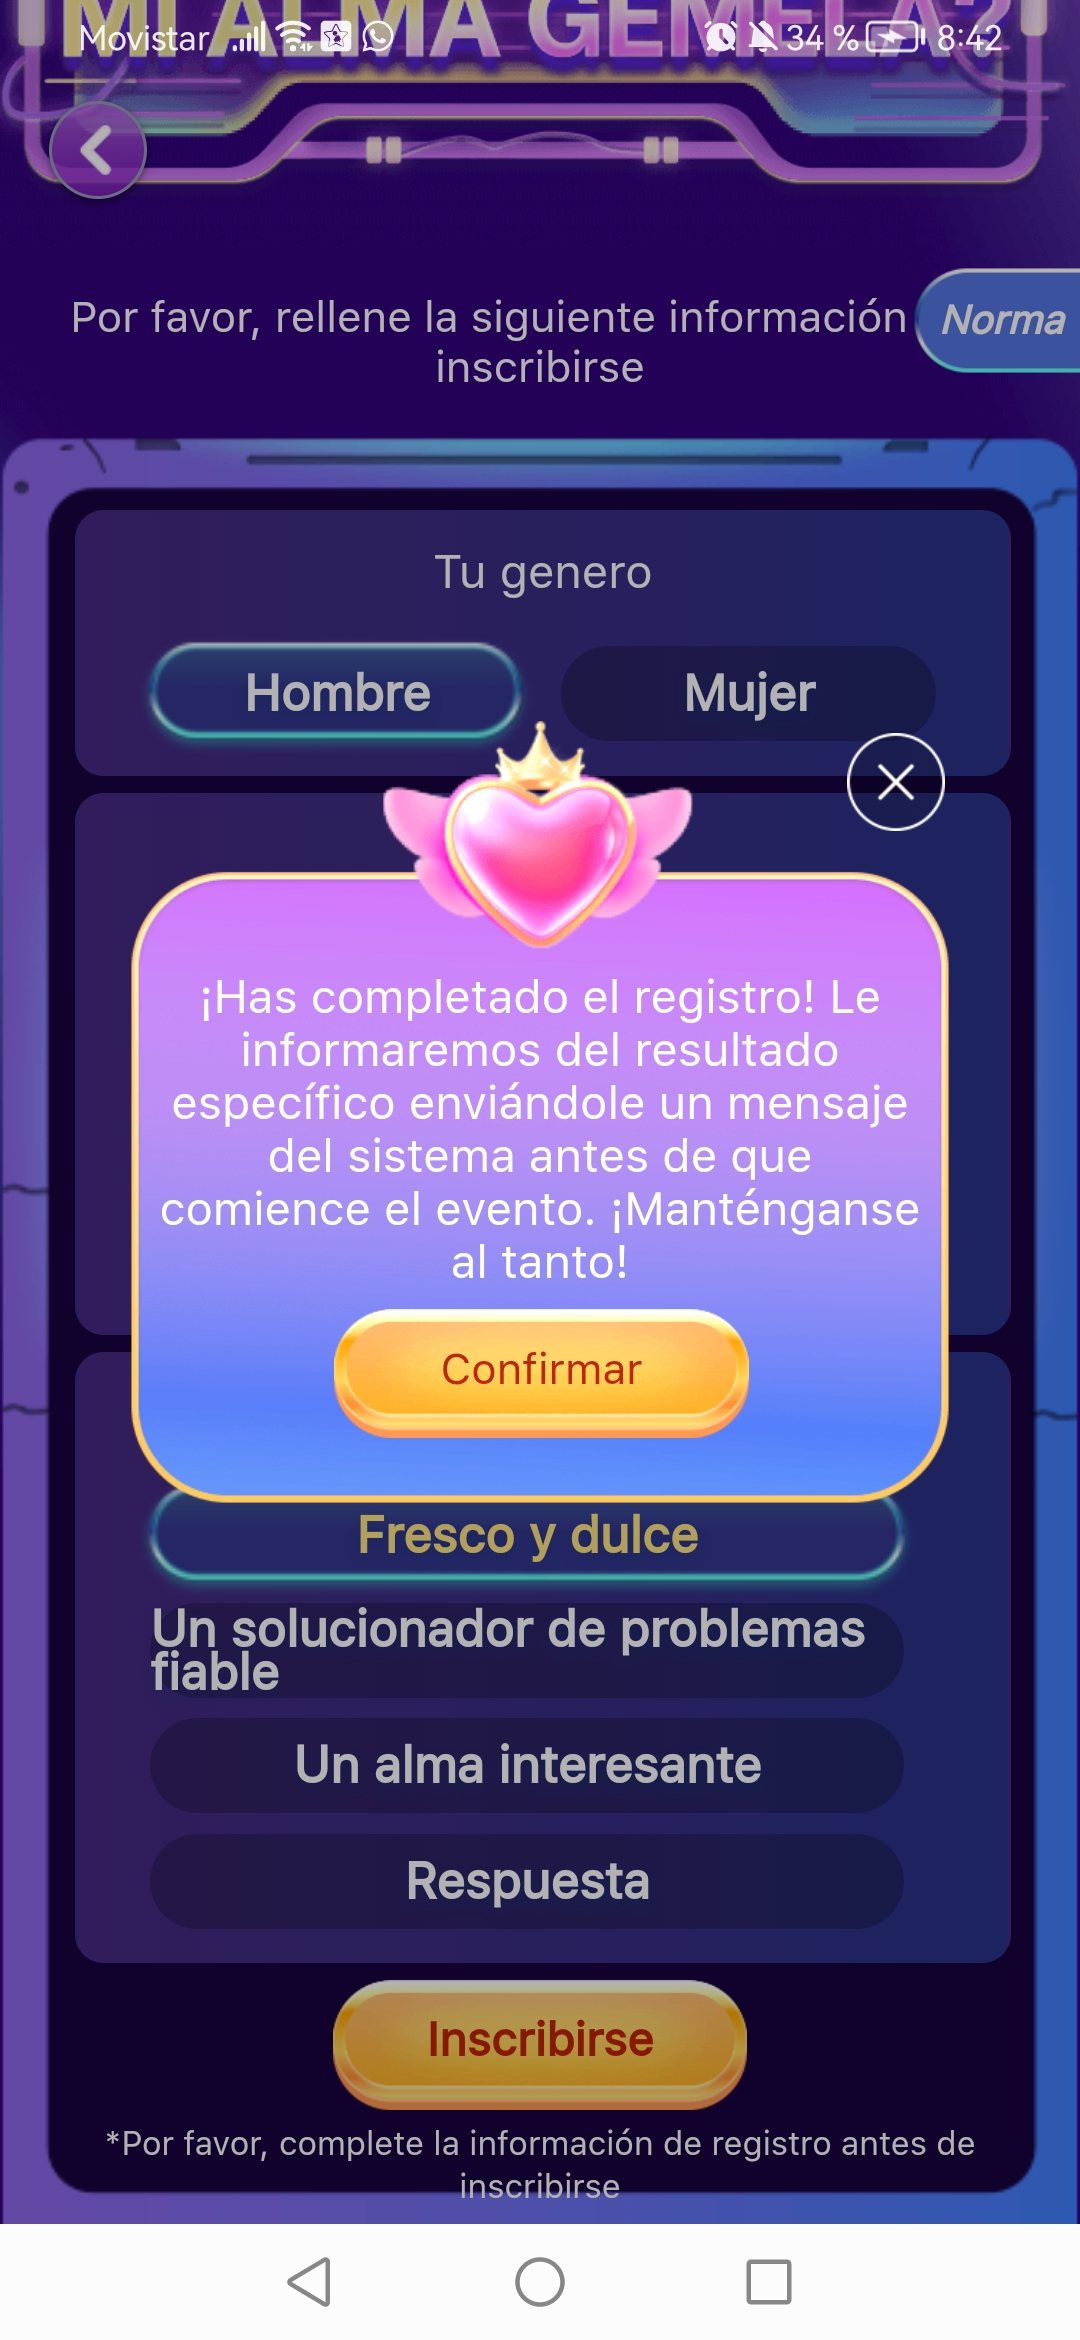 MI ALMA GEMELA?
Movistar 34 % 8:42
Por favor, rellene la siguiente información
inscribirse
Norma
Tu genero
Hombre Mujer
¡Has completado el registro! Le
informaremos del resultado
específico enviándole un mensaje
del sistema antes de que
comience el evento. ¡Manténganse
al tanto!
Confirmar
Fresco y dulce
Un solucionador de problemas
fiable
Un alma interesante
Respuesta
Inscribirse
*Por favor, complete la información de registro antes de
inscribirse